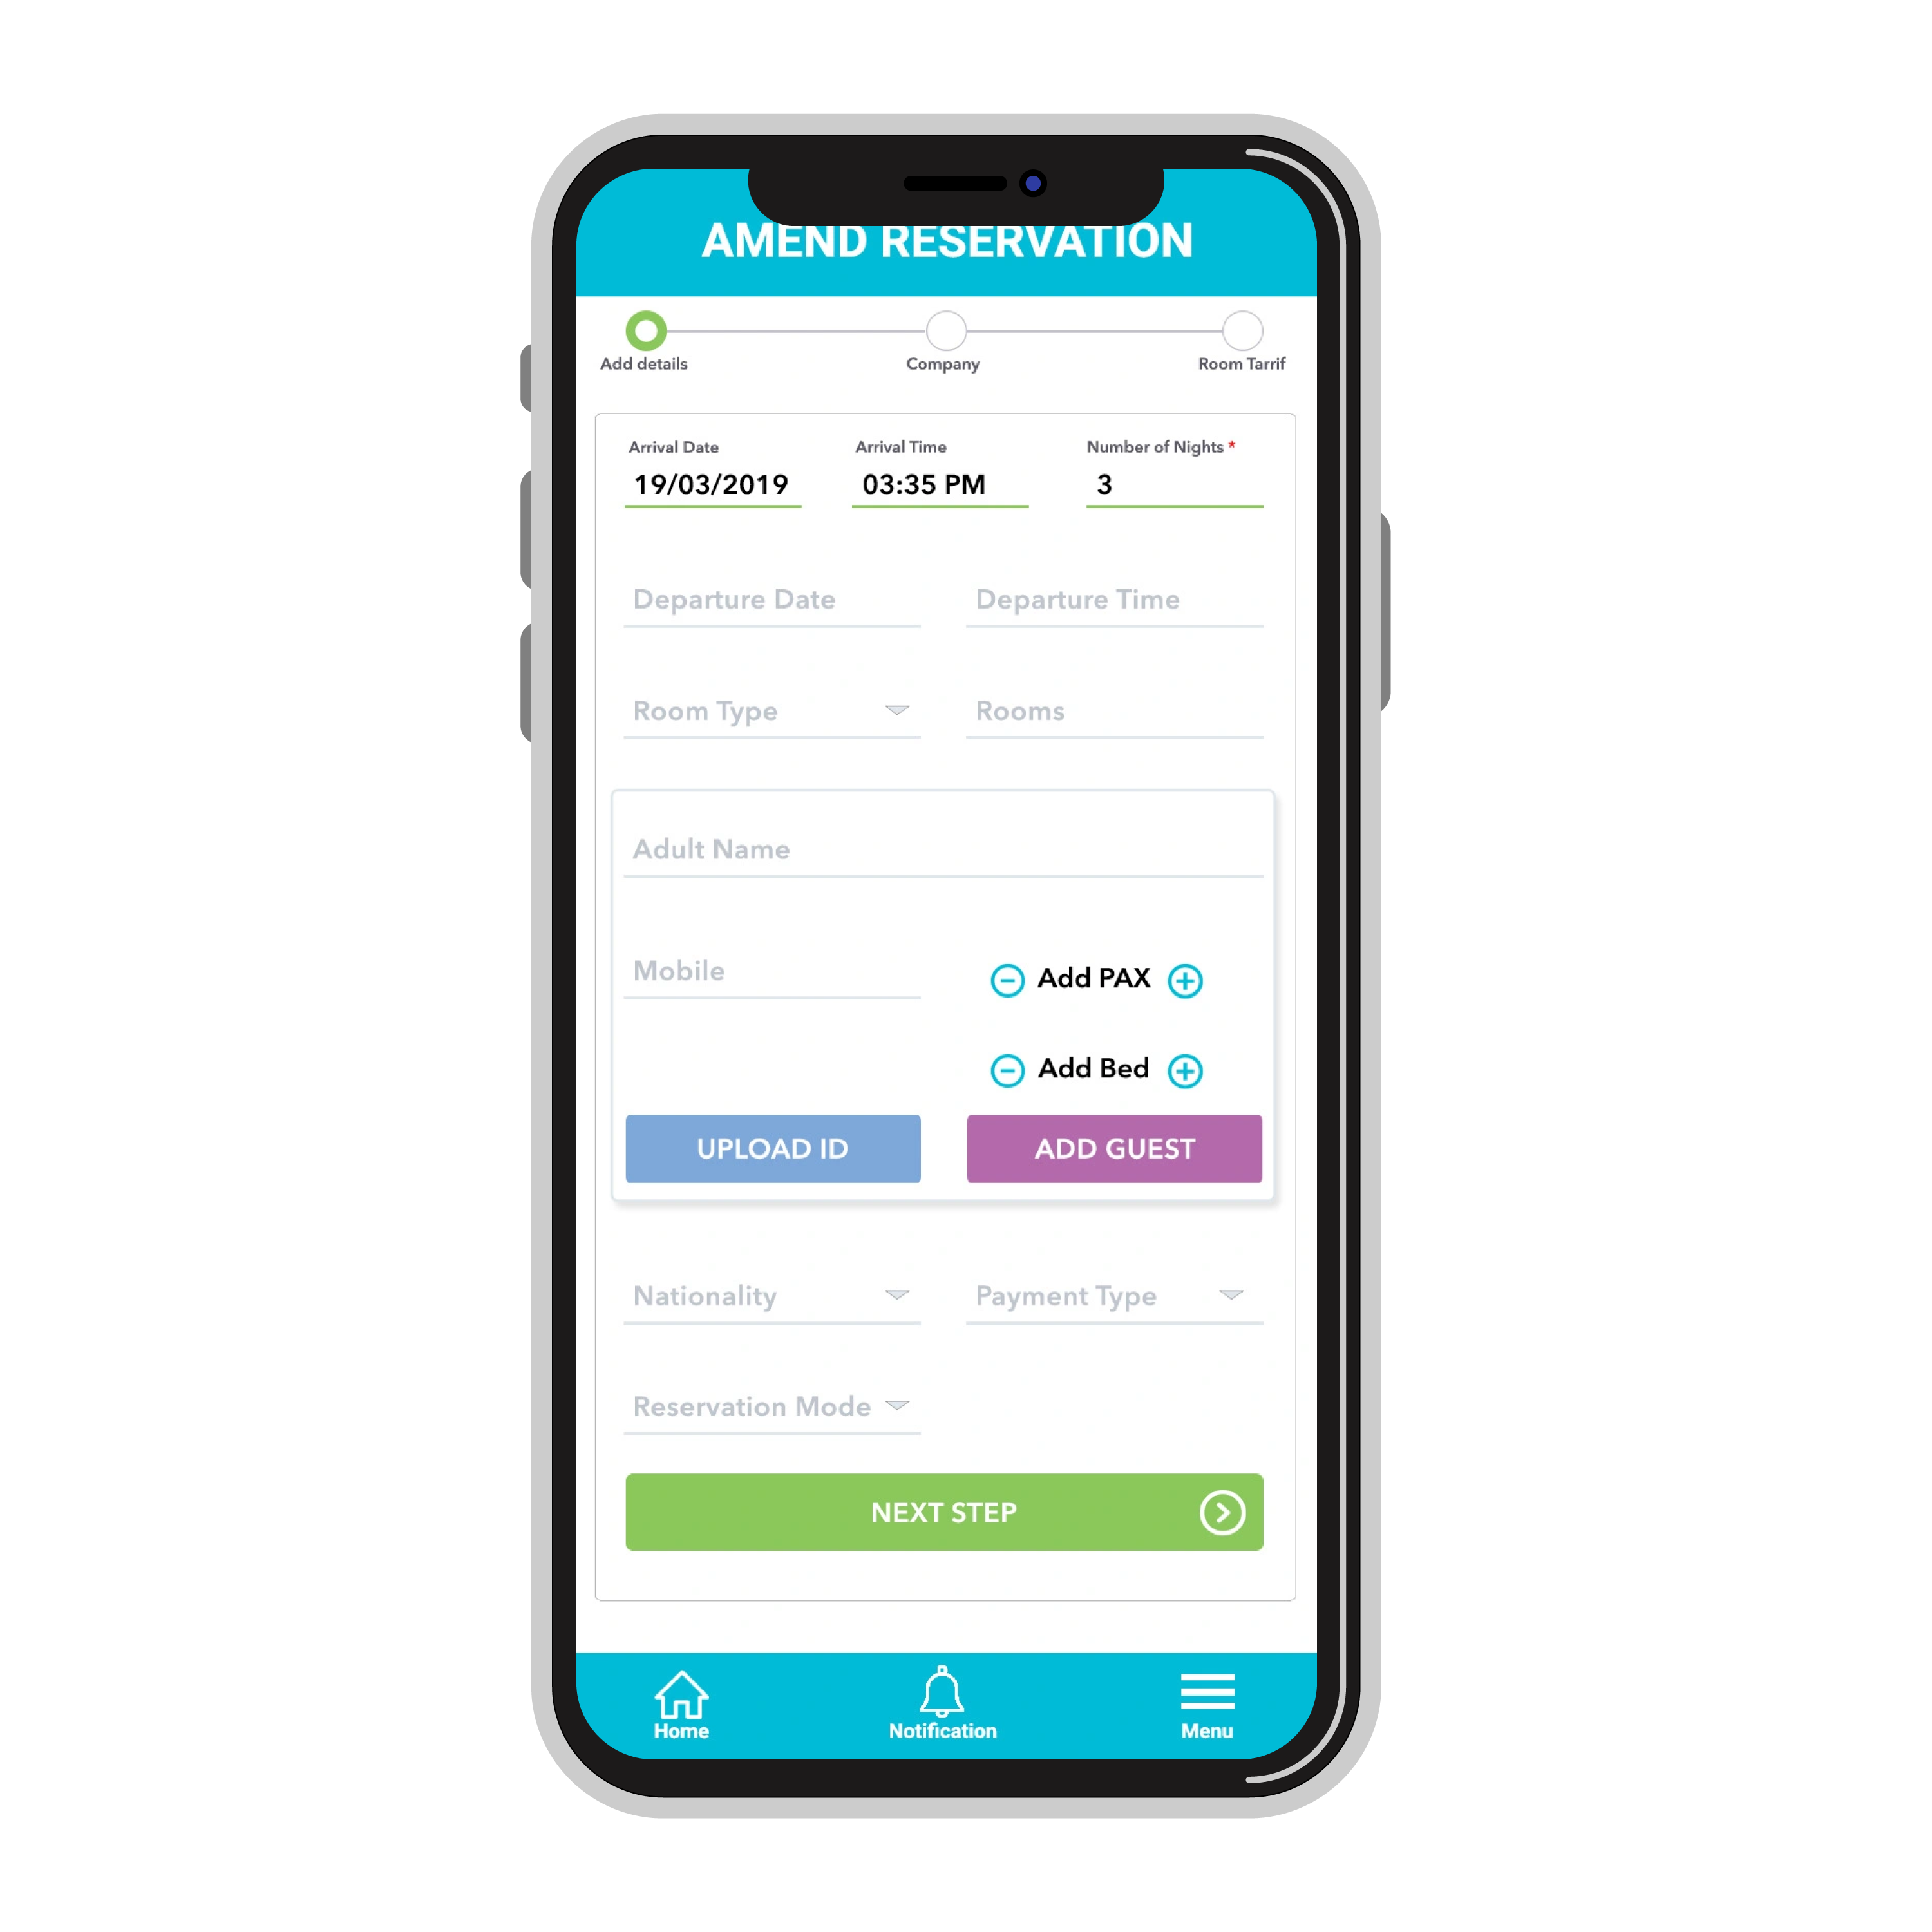 AMEND RESERVATION
Add details Company Room Tarrif
Arrival Date Arrival Time Number of Nights *
19/03/2019 03:35 PM 3
Departure Date Departure Time
Room Type Rooms
Adult Name
Mobile Add PAX
Add Bed
UPLOAD ID ADD GUEST
Nationality Payment Type
Reservation Mode
NEXT STEP
Home Notification Menu